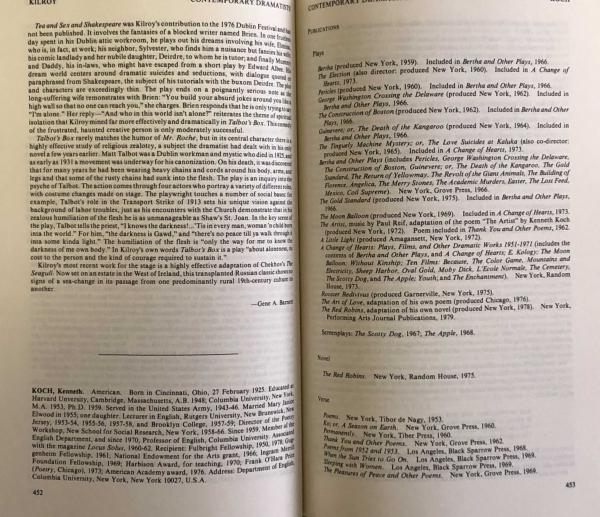 KILROY
CONTEMPORARY DRAMATISTS
Tea and Sex and Shakespeare was Kilroy's contribution to the 1976 Dublin Festival and has
not been published. It involves the fantasies of a blocked writer named Brien. In one frustrated
day spent in his Dublin attic workroom, he plays out his dreams involving his wife, Elmina,
who is, in fact, at work; his neighbor, Sylvester, who finds him a nuisance but fancies his wife;
his comic landlady and her nubile daughter, Deirdre, to whom he is tutor; and finally Mummy
and Daddy, his in-laws, who might have escaped from a short play by Edward Albee. His
dream world centers around dramatic suicides and seductions, with dialogue quoted or
paraphrased from Shakespeare, the subject of his tutorials with the buxom Deirdre. The plot
and characters are exceedingly thin. The play ends on a poignantly serious note as the
long-suffering wife remonstrates with Brien: "You build your absurd jokes around you like a
high wall so that no one can reach you," she charges. Brien responds that he is only trying to say
"I'm alone." Her reply—"And who in this world isn't alone?" reiterates the theme of spiritual
isolation that Kilroy mined far more effectively and dramatically in Talbot's Box. This comedy
of the frustrated, haunted creative person is only moderately successful.
Talbot's Box rarely matches the humor of Mr. Roche, but in its central character there is a
highly effective study of religious zealotry, a subject the dramatist had dealt with in his only
novel a few years earlier. Matt Talbot was a Dublin workman and mystic who died in 1925, and
as early as 1931 a movement was underway for his canonization. On his death, it was discovered
that for many years he had been wearing heavy chains and cords around his body, arms, and
legs and that some of the rusty chains had sunk into the flesh. The play is an inquiry into the
psyche of Talbot. The action comes through four actors who portray a variety of different roles,
with costume changes made on stage. The playwright touches a number of social bases: for
example, Talbot's role in the Transport Strike of 1913 sets his unique vision against the
background of labor troubles, just as his encounters with the Church demonstrate that in his
zealous humiliation of the flesh he is as unmanageable as Shaw's St. Joan. In the key scene of
the play, Talbot tells the priest, "I knows the darkness!...'Tis in every man, woman 'n child born
into the world." For him, "the darkness is Gawd," and "there's no peace till ya walk through it
into some kinda light." The humiliation of the flesh is "only the way for me to know the
darkness of me own body." In Kilroy's own words Talbot's Box is a play "about aloneness, its
cost to the person and the kind of courage required to sustain it."
Kilroy's most recent work for the stage is a highly effective adaptation of Chekhov's The
Seagull. Now set on an estate in the West of Ireland, this transplanted Russian classic shows no
signs of a sea-change in its passage from one predominantly rural 19th-century culture to
another.
—Gene A. Barnett
KOCH, Kenneth. American. Born in Cincinnati, Ohio, 27 February 1925. Educated at
Harvard University, Cambridge, Massachusetts, A.B. 1948; Columbia University, New York,
M.A. 1953, Ph.D. 1959. Served in the United States Army, 1943-46. Married Mary Janice
Elwood in 1955; one daughter. Lecturer in English, Rutgers University, New Brunswick, New
Jersey, 1953-54, 1955-56, 1957-58, and Brooklyn College, 1957-59; Director of the Poetry
Workshop, New School for Social Research, New York, 1958-66. Since 1959, Member of the
English Department, and since 1970, Professor of English, Columbia University. Associated
with the magazine Locus Solus, 1960-62. Recipient: Fulbright Fellowship, 1950, 1978; Guggenheim
Fellowship, 1961; National Endowment for the Arts grant, 1966; Ingram Merrill
Foundation Fellowship, 1969; Harbison Award, for teaching, 1970; Frank O'Hara Prize
(Poetry, Chicago), 1973; American Academy award, 1976. Address: Department of English,
Columbia University, New York, New York 10027, U.S.A.
452
CONTEMPORARY DRAMATISTS
KOCH
PUBLICATIONS
Plays
Bertha (produced New York, 1959). Included in Bertha and Other Plays, 1966.
The Election (also director: produced New York, 1960). Included in A Change of
Hearts, 1973.
Pericles (produced New York, 1960). Included in Bertha and Other Plays, 1966.
George Washington Crossing the Delaware (produced New York, 1962). Included in
Bertha and Other Plays, 1966.
The Construction of Boston (produced New York, 1962). Included in Bertha and Other
Plays, 1966.
Guinevere; or, The Death of the Kangaroo (produced New York, 1964). Included in
Bertha and Other Plays, 1966.
The Tinguely Machine Mystery; or, The Love Suicides at Kaluka (also co-director:
produced New York, 1965). Included in A Change of Hearts, 1973.
Bertha and Other Plays (includes Pericles, George Washington Crossing the Delaware,
The Construction of Boston, Guinevere; or, The Death of the Kangaroo, The Gold
Standard, The Return of Yellowmay, The Revolt of the Giant Animals, The Building of
Florence, Angelica, The Merry Stones, The Academic Murders, Easter, The Lost Feed,
Mexico, Coil Supreme). New York, Grove Press, 1966.
The Gold Standard (produced New York, 1975). Included in Bertha and Other Plays,
1966.
The Moon Balloon (produced New York, 1969). Included in A Change of Hearts, 1973.
The Artist, music by Paul Reif, adaptation of the poem "The Artist" by Kenneth Koch
(produced New York, 1972). Poem included in Thank You and Other Poems, 1962.
A Little Light (produced Amagansett, New York, 1972).
A Change of Hearts: Plays, Films, and Other Dramatic Works 1951-1971 (includes the
contents of Bertha and Other Plays, and A Change of Hearts; E. Kology; The Moon
Balloon; Without Kinship; Ten Films: Because, The Color Game, Mountains and
Electricity, Sheep Harbor, Oval Gold, Moby Dick, L'Ecole Normale, The Cemetery,
The Scotty Dog, and The Apple; Youth; and The Enchantment). New York, Random
House, 1973.
Rooster Redivivus (produced Garnerville, New York, 1975).
The Art of Love, adaptation of his own poem (produced Chicago, 1976).
The Red Robins, adaptation of his own novel (produced New York, 1978). New York,
Performing Arts Journal Publications, 1979.
Screenplays: The Scotty Dog, 1967; The Apple, 1968.
Novel
The Red Robins. New York, Random House, 1975.
Verse
Poems. New York, Tibor de Nagy, 1953.
Ko; or, A Season on Earth. New York, Grove Press, 1960.
Permanently. New York, Tiber Press, 1960.
Thank You and Other Poems. New York, Grove Press, 1962.
Poems from 1952 and 1953. Los Angeles, Black Sparrow Press, 1968.
When the Sun Tries to Go On. Los Angeles, Black Sparrow Press, 1969.
Sleeping with Women. Los Angeles, Black Sparrow Press, 1969.
The Pleasures of Peace and Other Poems. New York, Grove Press, 1969.
453